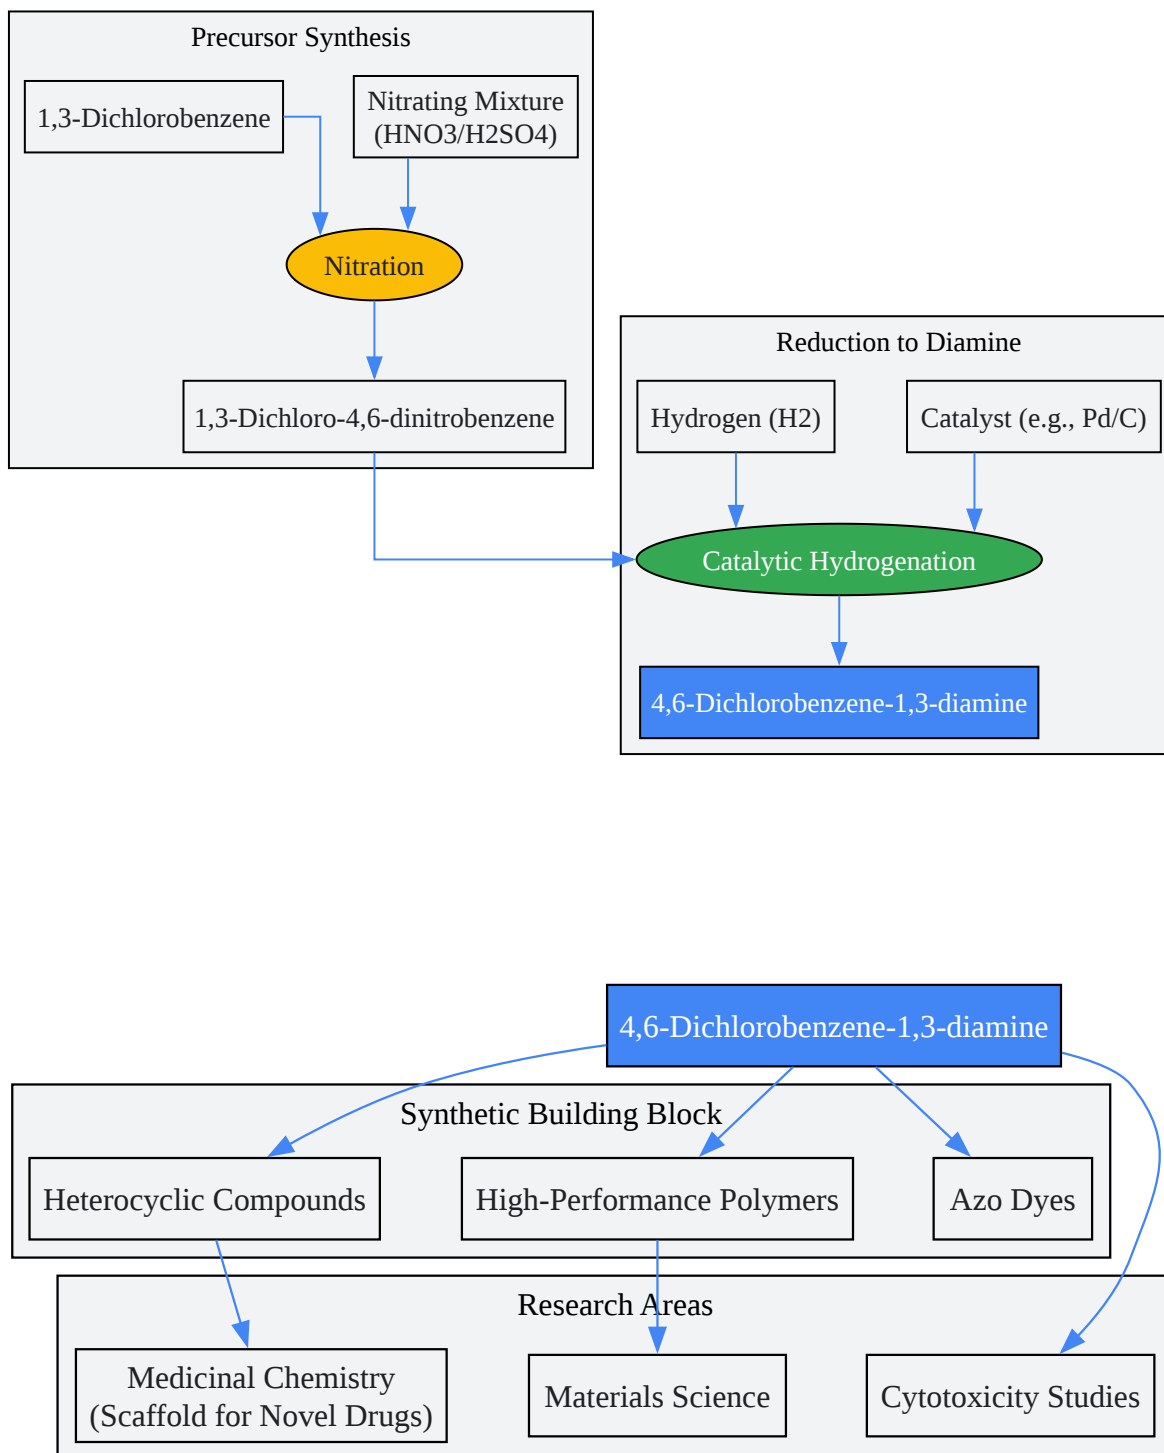 Precursor Synthesis
1,3-Dichlorobenzene
Nitrating Mixture
(HNO3/H2SO4)
Nitration
1,3-Dichloro-4,6-dinitrobenzene
Reduction to Diamine
Hydrogen (H2)
Catalyst (e.g., Pd/C)
Catalytic Hydrogenation
4,6-Dichlorobenzene-1,3-diamine
4,6-Dichlorobenzene-1,3-diamine
Synthetic Building Block
Heterocyclic Compounds
High-Performance Polymers
Azo Dyes
Research Areas
Medicinal Chemistry
(Scaffold for Novel Drugs)
Materials Science
Cytotoxicity Studies